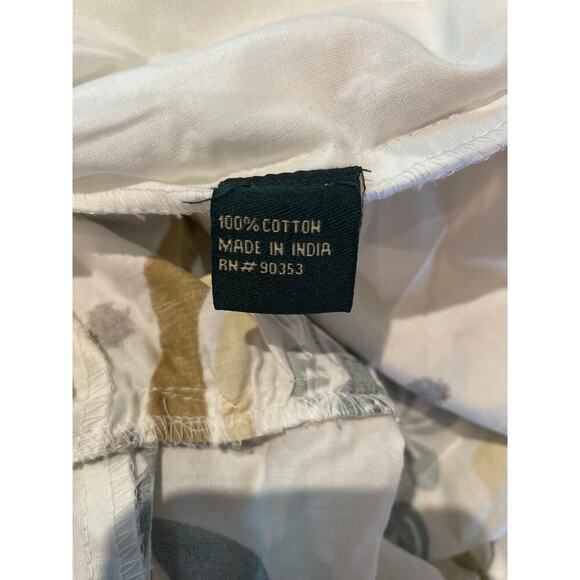 100% COTTON
MADE IN INDIA
RN# 90353